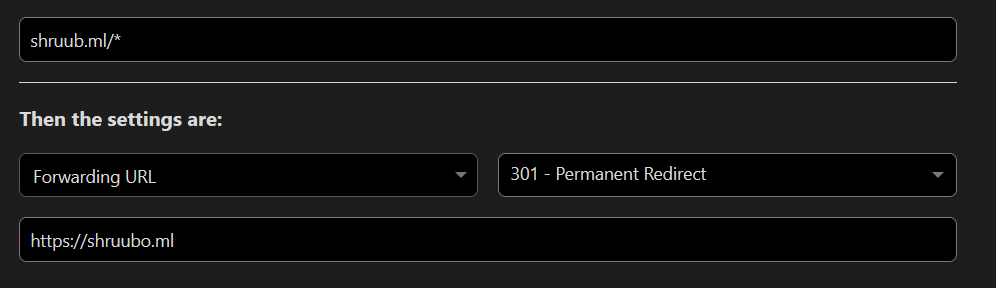 shruub.ml/*
Then the settings are:
Forwarding URL
301 - Permanent Redirect
https://shruubo.ml